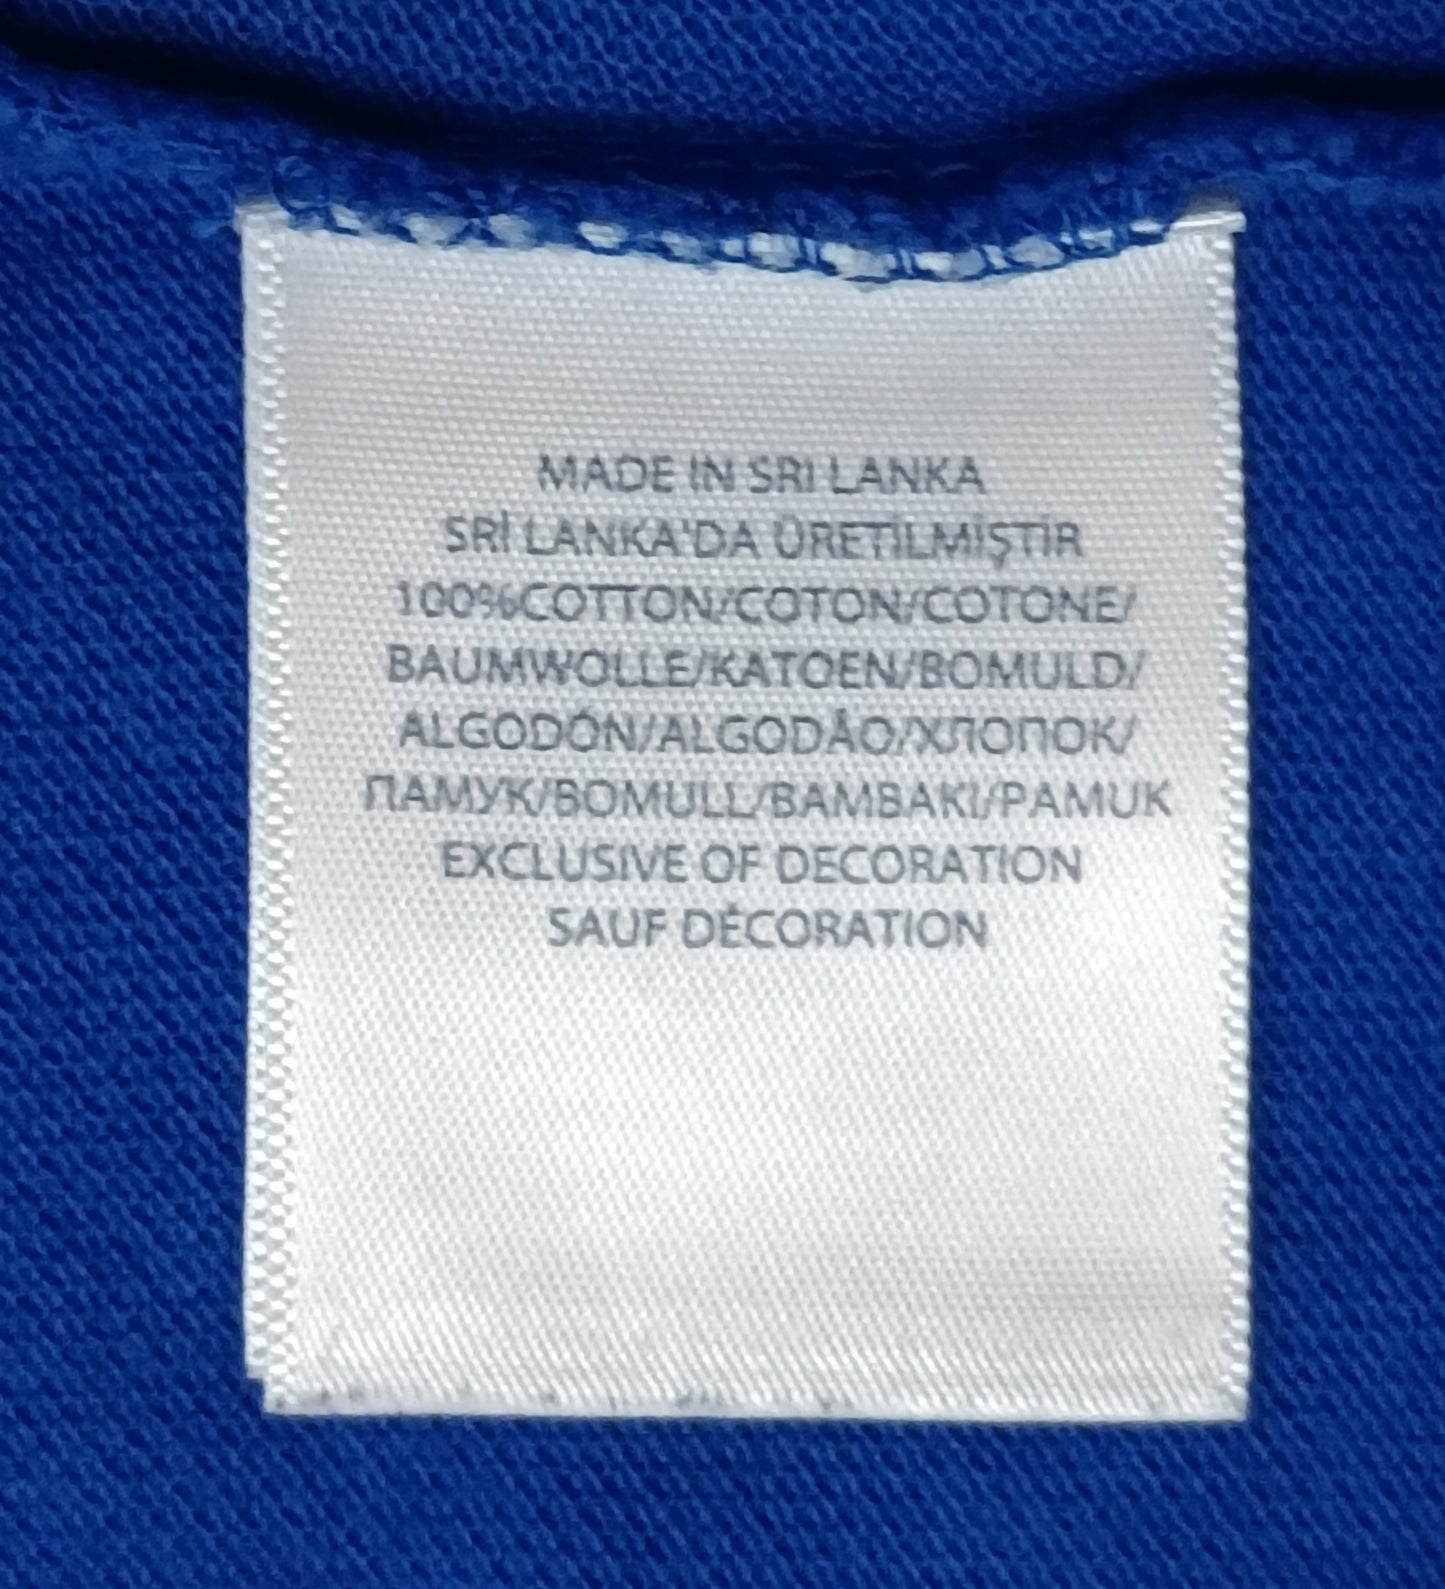 MADE IN SRI LANKA
SRİ LANKA'DA ÜRETİLMİŞTİR
100%COTTON/COTON/COTONE/
BAUMWOLLE/KATOEN/BOMULD/
ALGODÓN/ALGODÃO/ХЛОПОК/
ПАМУК/BOMULL/BAMBAKI/PAMUK
EXCLUSIVE OF DECORATION
SAUF DÉCORATION